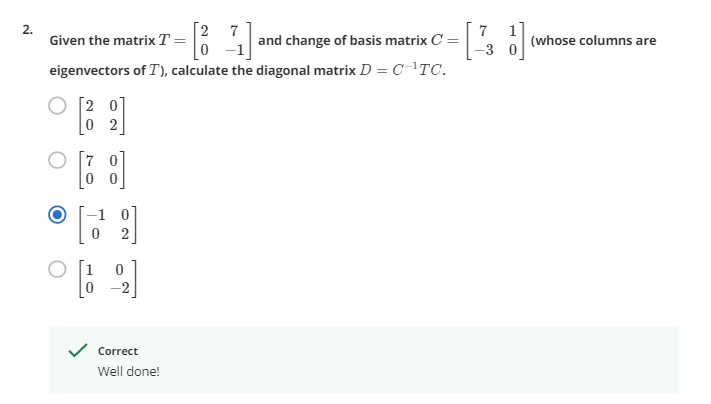 2.
Given the matrix T = [2 7; 0 −1] and change of basis matrix C = [7 1; −3 0] (whose columns are
eigenvectors of T), calculate the diagonal matrix D = C⁻¹TC.
[2 0; 0 2]
[7 0; 0 0]
[−1 0; 0 2]
[1 0; 0 −2]
Correct
Well done!